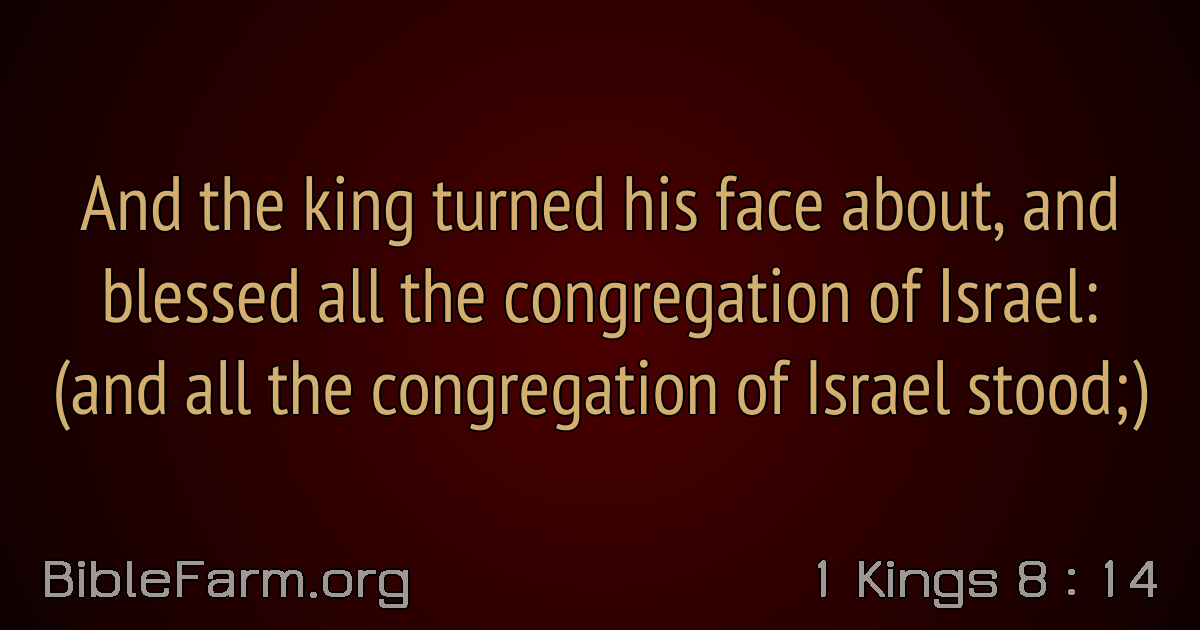 And the king turned his face about, and
blessed all the congregation of Israel:
(and all the congregation of Israel stood;)
BibleFarm.org
1 Kings 8 : 14